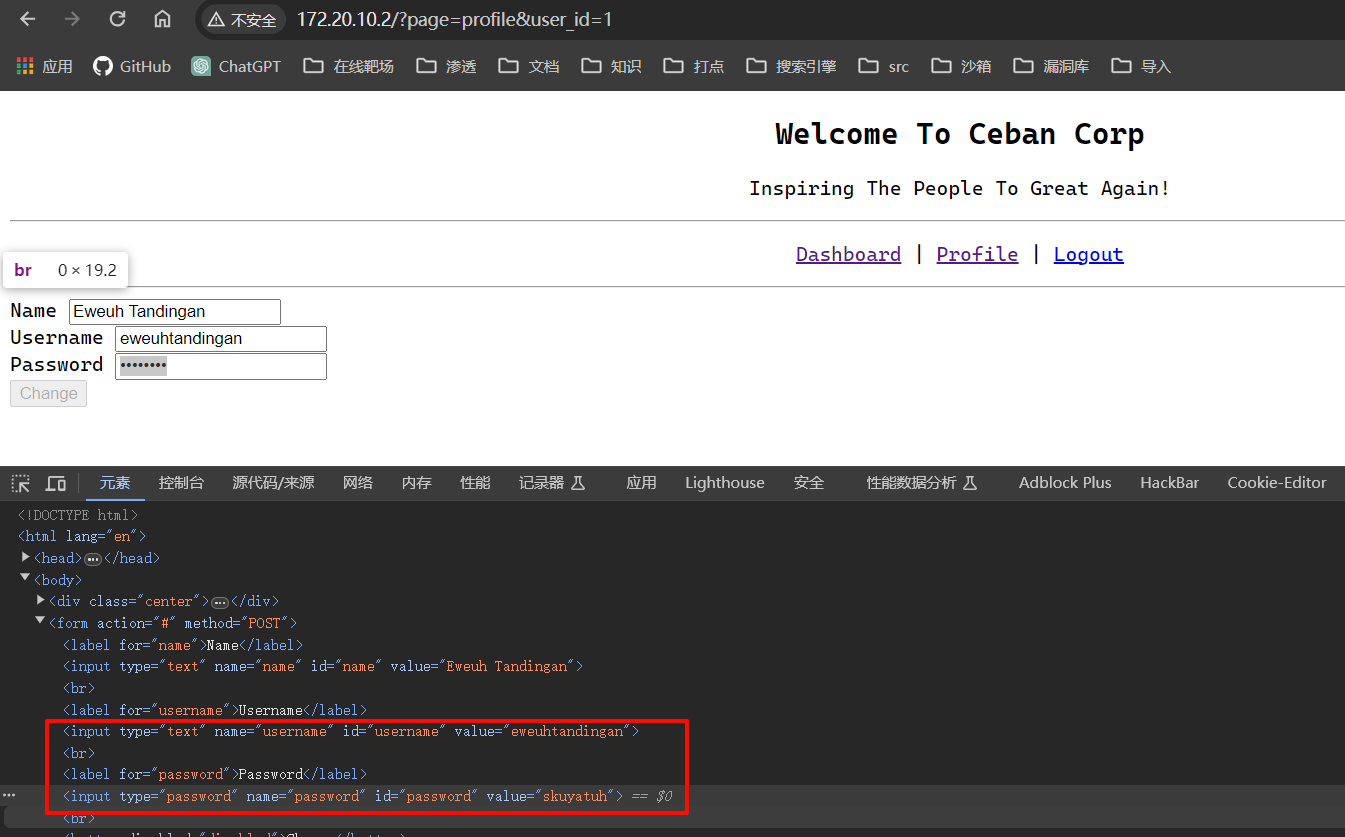 不安全 172.20.10.2/?page=profile&user_id=1
应用 GitHub ChatGPT 在线靶场 渗透 文档 知识 打点 搜索引擎 src 沙箱 漏洞库 导入
Welcome To Ceban Corp
Inspiring The People To Great Again!
Dashboard | Profile | Logout
br 0 × 19.2
Name Eweuh Tandingan
Username eweuhtandingan
Password ••••••••
Change
元素 控制台 源代码/来源 网络 内存 性能 记录器 应用 Lighthouse 安全 性能数据分析 Adblock Plus HackBar Cookie-Editor
<!DOCTYPE html>
<html lang="en">
<head>…</head>
<body>
<div class="center">…</div>
<form action="#" method="POST">
<label for="name">Name</label>
<input type="text" name="name" id="name" value="Eweuh Tandingan">
<br>
<label for="username">Username</label>
<input type="text" name="username" id="username" value="eweuhtandingan">
<br>
<label for="password">Password</label>
<input type="password" name="password" id="password" value="skuyatuh"> == $0
<br>